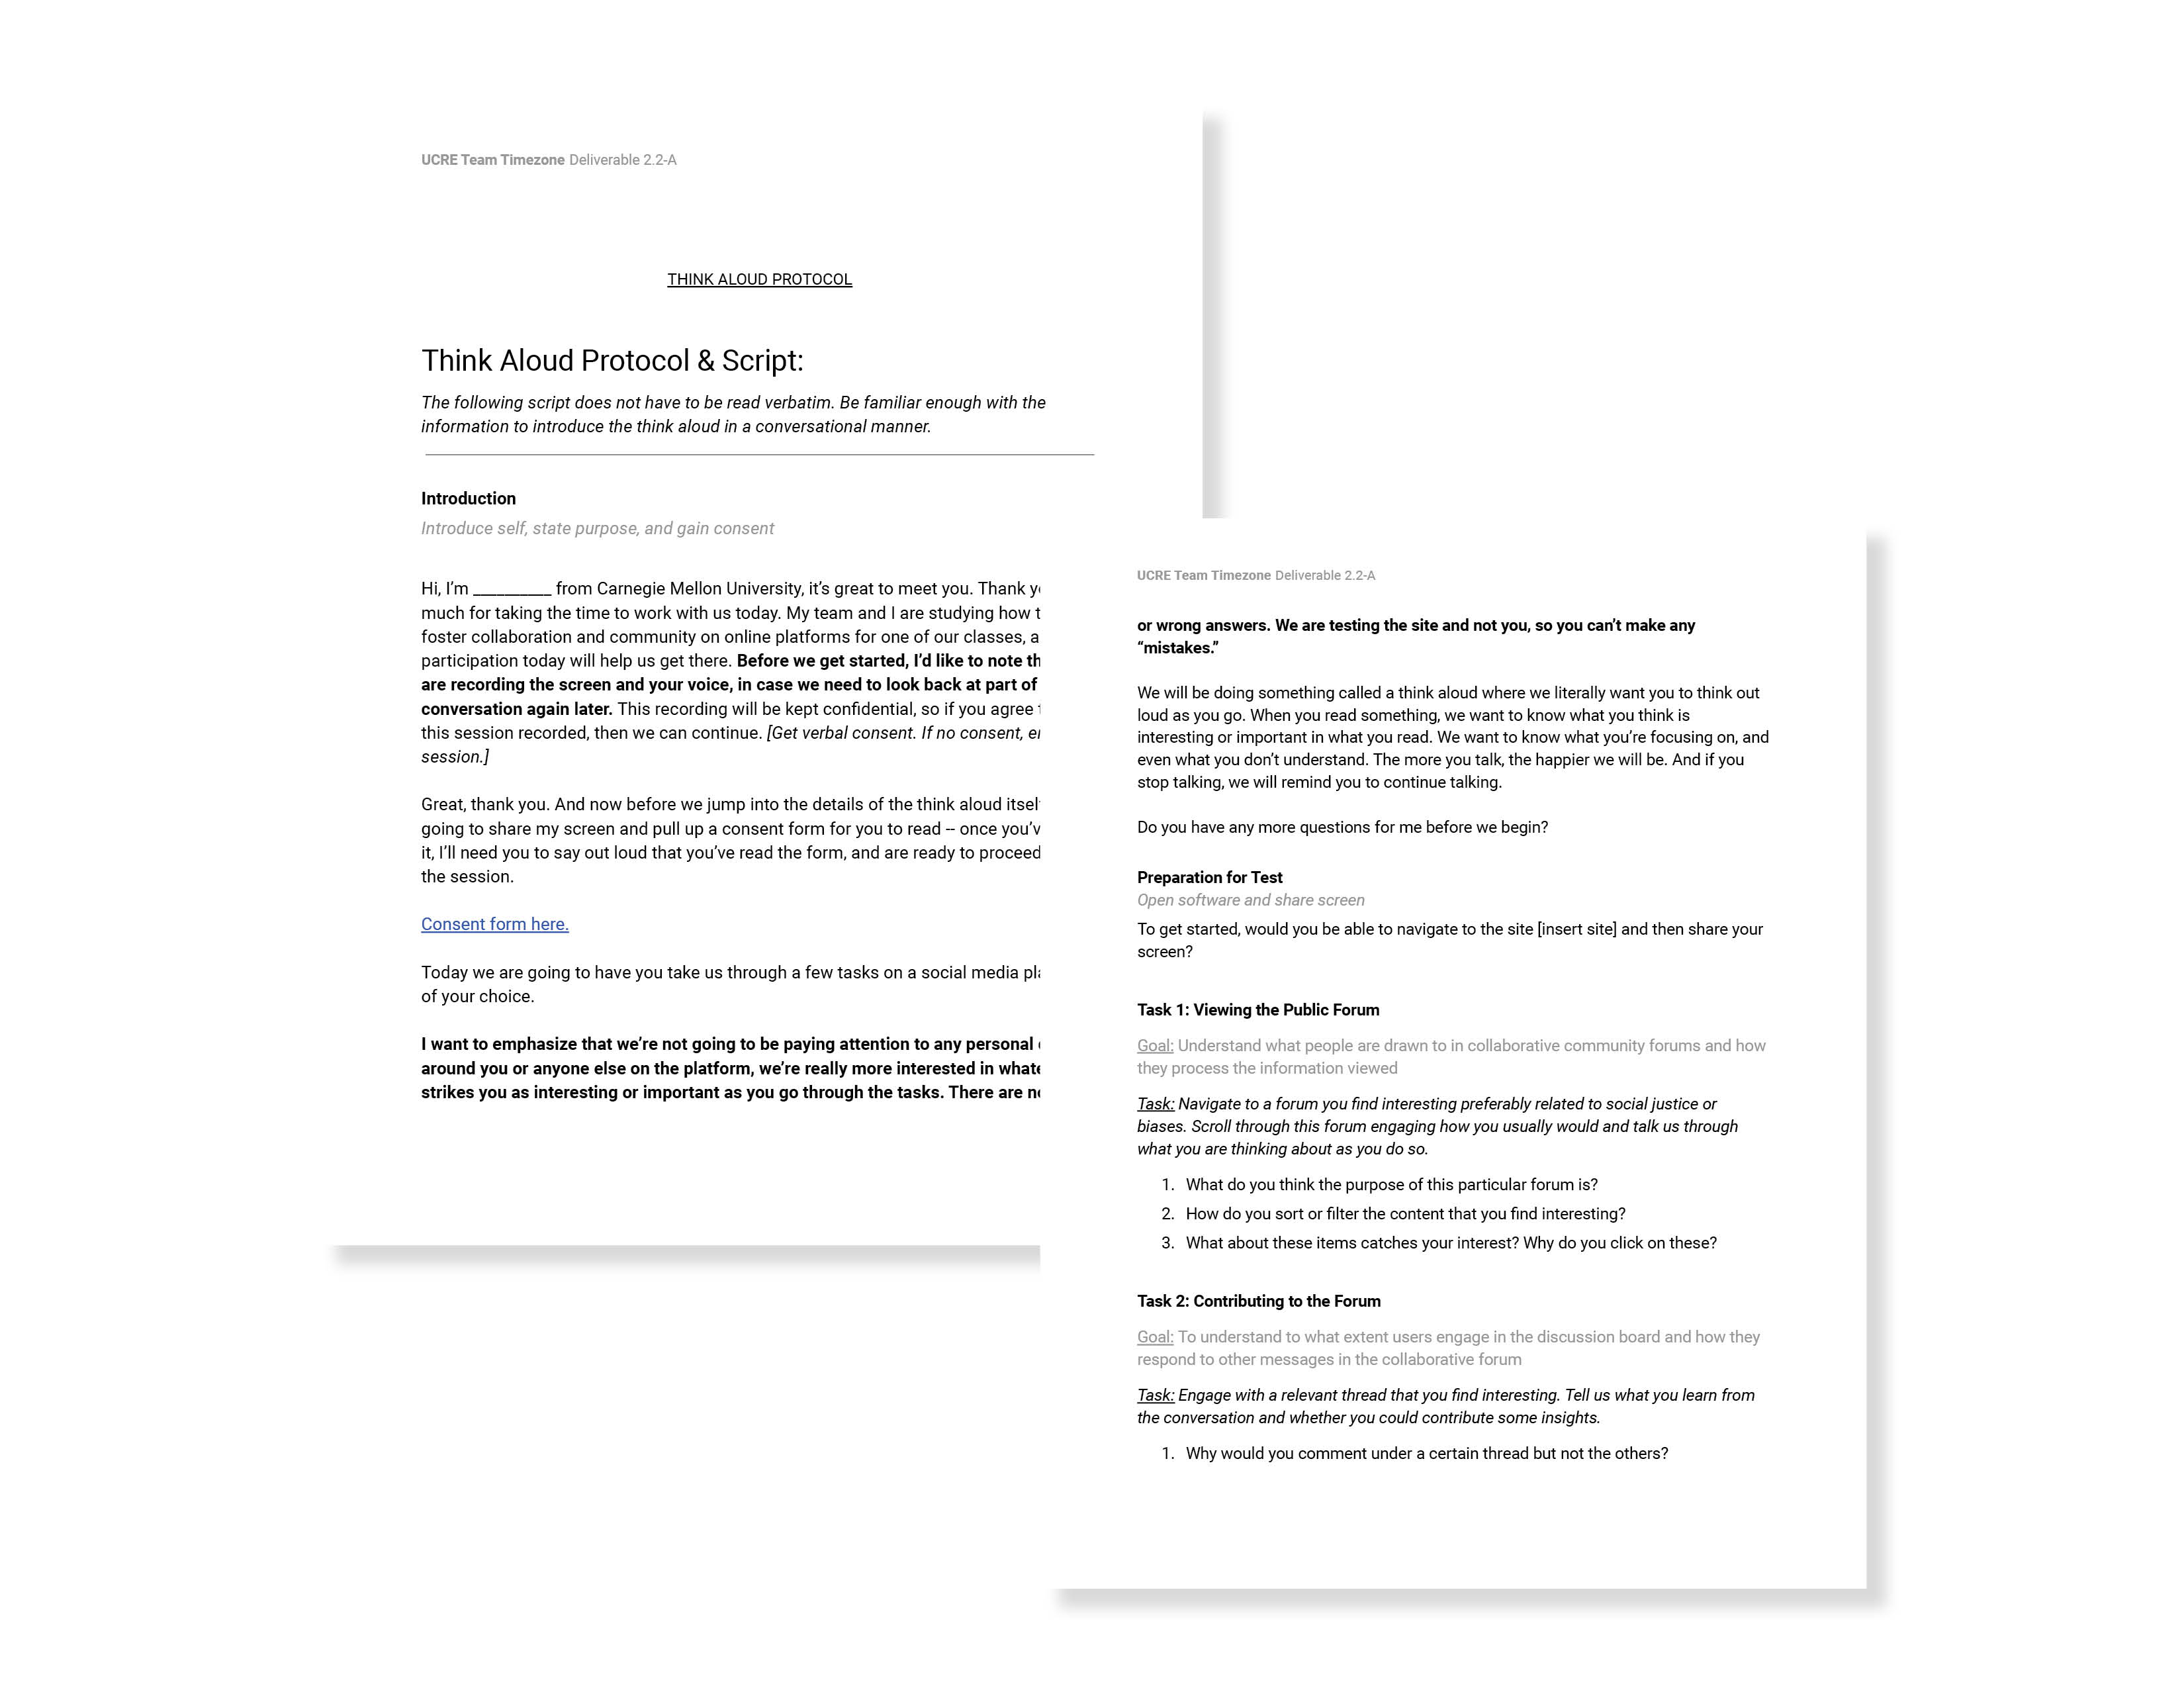 UCRE Team Timezone Deliverable 2.2-A
THINK ALOUD PROTOCOL
Think Aloud Protocol & Script:
The following script does not have to be read verbatim. Be familiar enough with the
information to introduce the think aloud in a conversational manner.
Introduction
Introduce self, state purpose, and gain consent
Hi, I’m __________ from Carnegie Mellon University, it’s great to meet you. Thank
much for taking the time to work with us today. My team and I are studying how
foster collaboration and community on online platforms for one of our classes,
participation today will help us get there. Before we get started, I’d like to note
are recording the screen and your voice, in case we need to look back at part of
conversation again later. This recording will be kept confidential, so if you agree
this session recorded, then we can continue. [Get verbal consent. If no consent,
session.]
Great, thank you. And now before we jump into the details of the think aloud itself
going to share my screen and pull up a consent form for you to read -- once
it, I’ll need you to say out loud that you’ve read the form, and are ready to proceed
the session.
Consent form here.
Today we are going to have you take us through a few tasks on a social media
of your choice.
I want to emphasize that we’re not going to be paying attention to any personal
around you or anyone else on the platform, we’re really more interested in
strikes you as interesting or important as you go through the tasks. There are
UCRE Team Timezone Deliverable 2.2-A
or wrong answers. We are testing the site and not you, so you can’t make any
“mistakes.”
We will be doing something called a think aloud where we literally want you to think out
loud as you go. When you read something, we want to know what you think is
interesting or important in what you read. We want to know what you’re focusing on, and
even what you don’t understand. The more you talk, the happier we will be. And if you
stop talking, we will remind you to continue talking.
Do you have any more questions for me before we begin?
Preparation for Test
Open software and share screen
To get started, would you be able to navigate to the site [insert site] and then share your
screen?
Task 1: Viewing the Public Forum
Goal: Understand what people are drawn to in collaborative community forums and how
they process the information viewed
Task: Navigate to a forum you find interesting preferably related to social justice or
biases. Scroll through this forum engaging how you usually would and talk us through
what you are thinking about as you do so.
1. What do you think the purpose of this particular forum is?
2. How do you sort or filter the content that you find interesting?
3. What about these items catches your interest? Why do you click on these?
Task 2: Contributing to the Forum
Goal: To understand to what extent users engage in the discussion board and how they
respond to other messages in the collaborative forum
Task: Engage with a relevant thread that you find interesting. Tell us what you learn from
the conversation and whether you could contribute some insights.
1. Why would you comment under a certain thread but not the others?